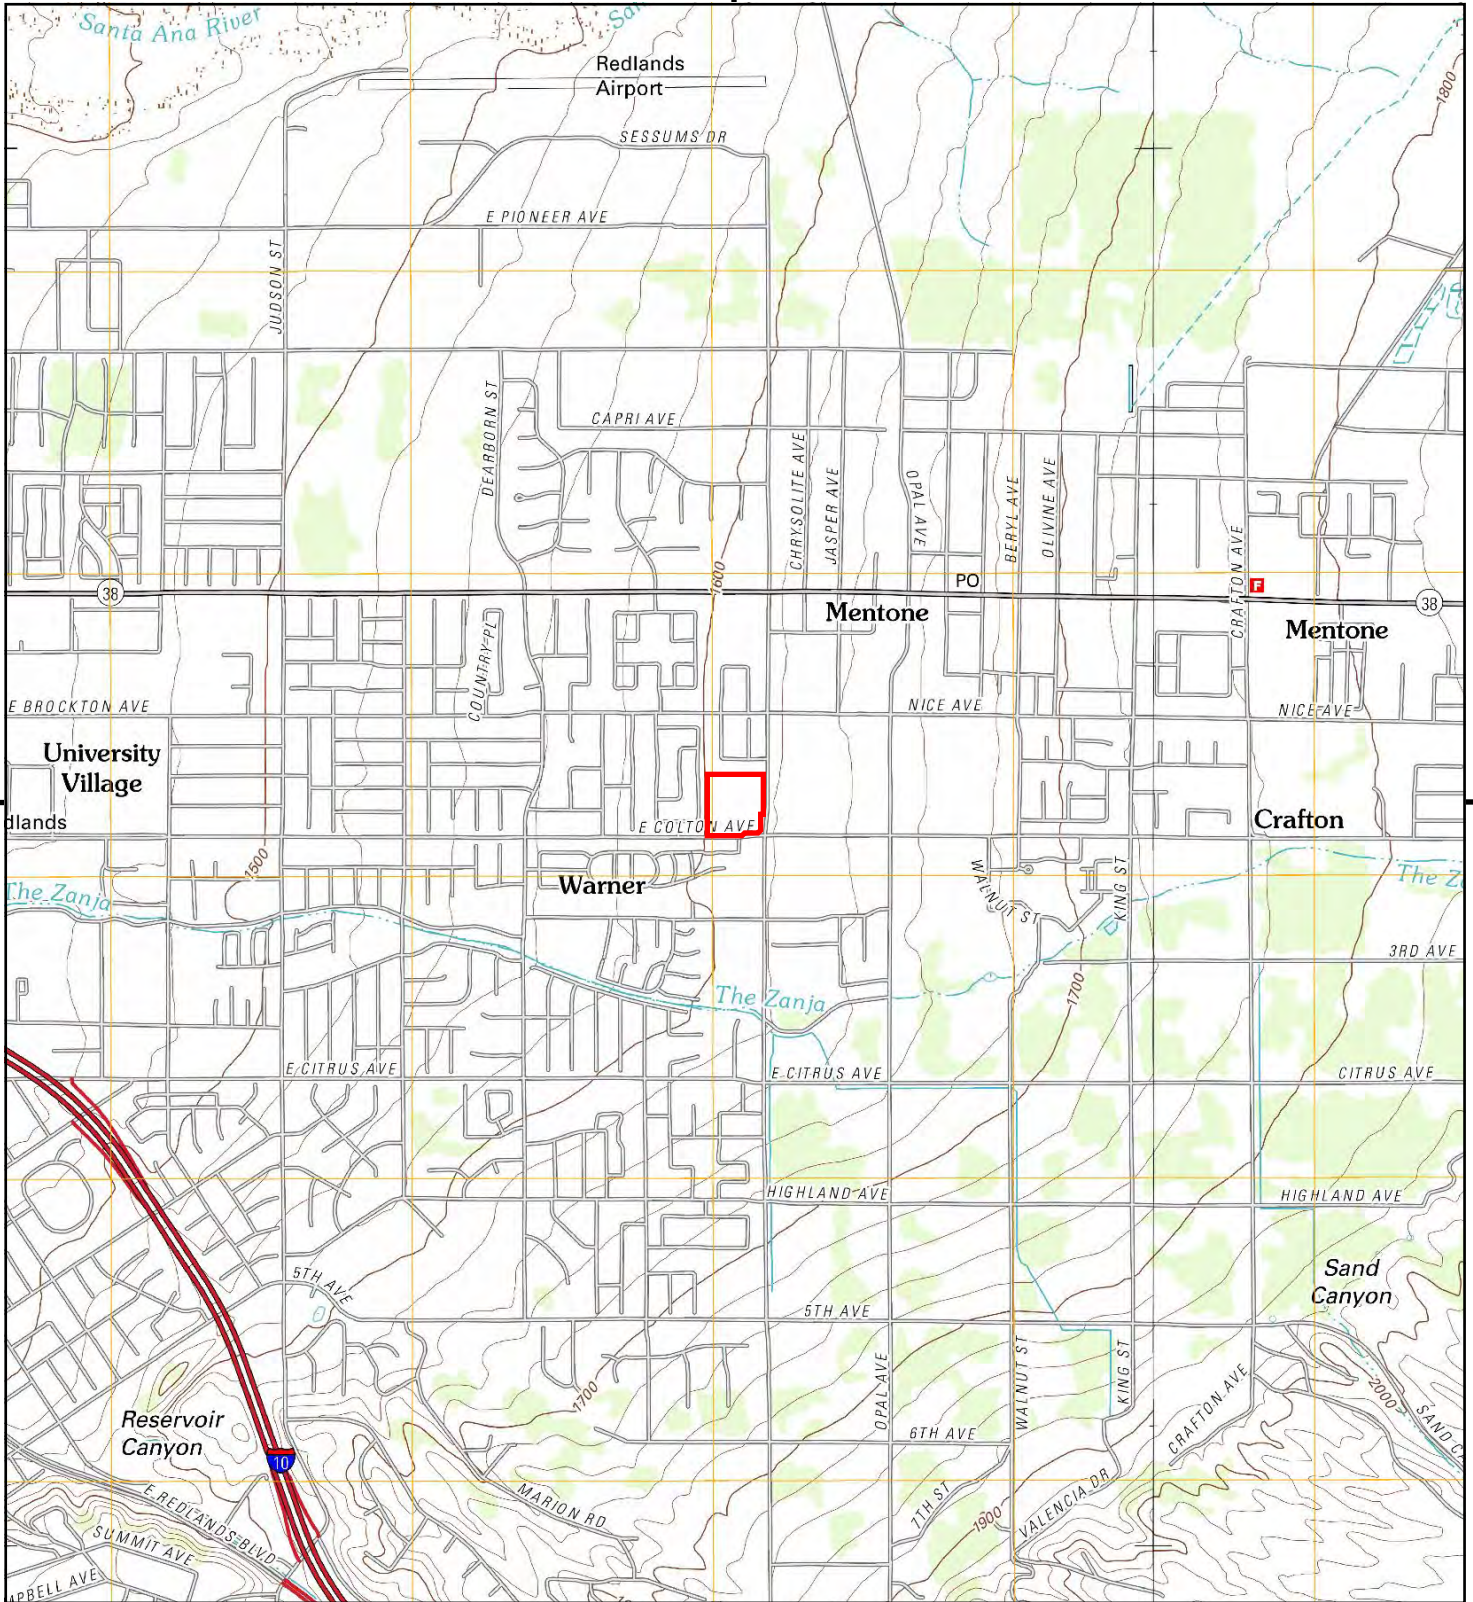 Santa Ana River
San
Redlands
Airport
1800
SESSUMS DR
E PIONEER AVE
JUDSON ST
DEARBORN ST
CAPRI AVE
CHRYSOLITE AVE
JASPER AVE
OPAL AVE
BERYL AVE
OLIVINE AVE
CRAFTON AVE
1600
PO
F
38
38
Mentone
Mentone
COUNTRY PL
E BROCKTON AVE
NICE AVE
NICE AVE
University
Village
dlands
E COLTON AVE
Crafton
1500
Warner
WALNUT ST
KING ST
The Zanja
The Z
3RD AVE
The Zanja
1700
E CITRUS AVE
E CITRUS AVE
CITRUS AVE
HIGHLAND AVE
HIGHLAND AVE
5TH AVE
5TH AVE
Sand
Canyon
OPAL AVE
WALNUT ST
KING ST
CRAFTON AVE
2000
1700
Reservoir
Canyon
10
6TH AVE
SAND C
E REDLANDS BLVD
MARION RD
7TH ST
1900
VALENCIA DR
SUMMIT AVE
PBELL AVE